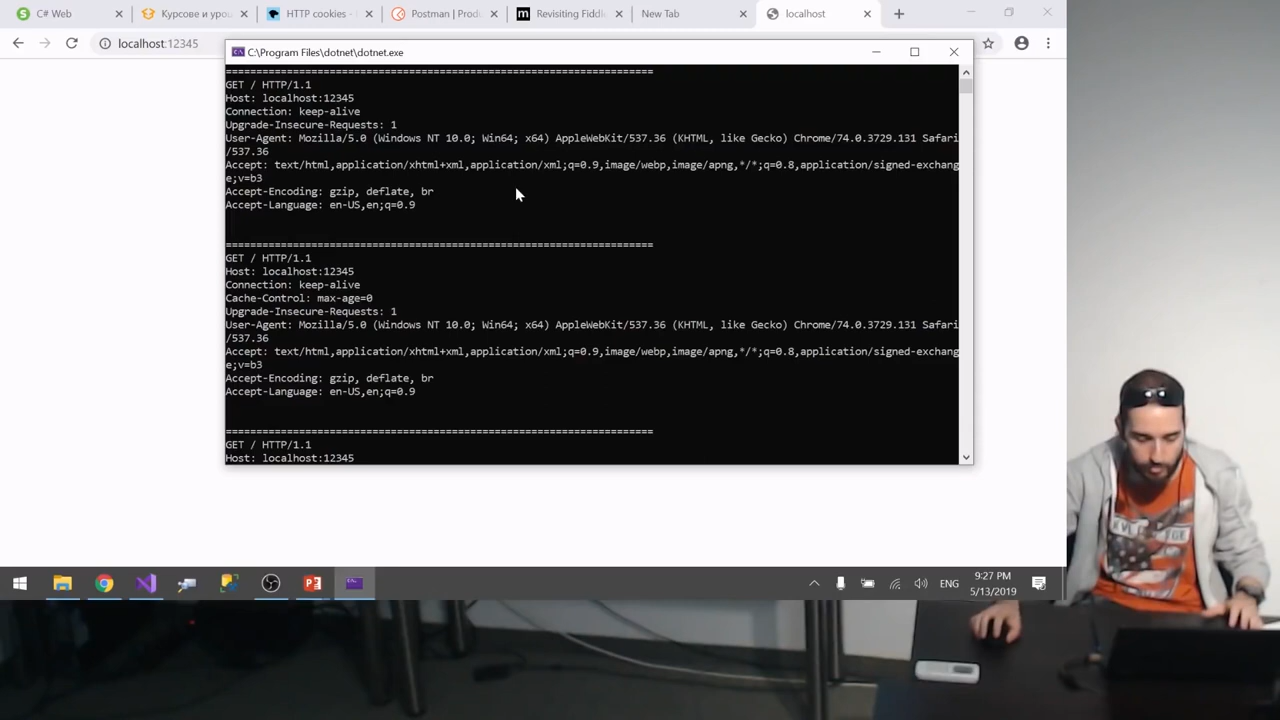 C# Web
Курсове и уро
HTTP cookies -
Postman | Produ
Revisiting Fiddle
New Tab
localhost
localhost:12345
C:\Program Files\dotnet\dotnet.exe
=====================================================================
GET / HTTP/1.1
Host: localhost:12345
Connection: keep-alive
Upgrade-Insecure-Requests: 1
User-Agent: Mozilla/5.0 (Windows NT 10.0; Win64; x64) AppleWebKit/537.36 (KHTML, like Gecko) Chrome/74.0.3729.131 Safari
/537.36
Accept: text/html,application/xhtml+xml,application/xml;q=0.9,image/webp,image/apng,*/*;q=0.8,application/signed-exchang
e;v=b3
Accept-Encoding: gzip, deflate, br
Accept-Language: en-US,en;q=0.9
=====================================================================
GET / HTTP/1.1
Host: localhost:12345
Connection: keep-alive
Cache-Control: max-age=0
Upgrade-Insecure-Requests: 1
User-Agent: Mozilla/5.0 (Windows NT 10.0; Win64; x64) AppleWebKit/537.36 (KHTML, like Gecko) Chrome/74.0.3729.131 Safari
/537.36
Accept: text/html,application/xhtml+xml,application/xml;q=0.9,image/webp,image/apng,*/*;q=0.8,application/signed-exchang
e;v=b3
Accept-Encoding: gzip, deflate, br
Accept-Language: en-US,en;q=0.9
=====================================================================
GET / HTTP/1.1
Host: localhost:12345
ENG
9:27 PM
5/13/2019